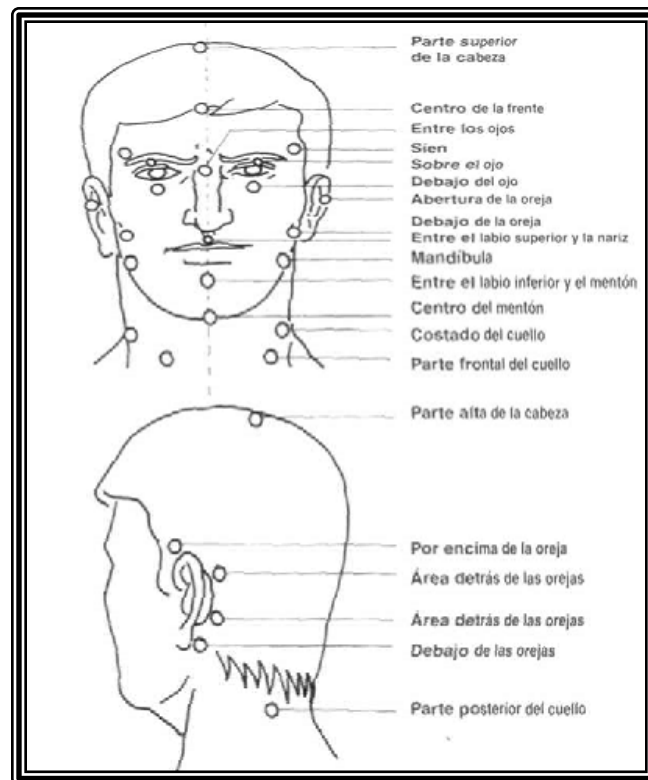 Parte superior
de la cabeza
Centro de la frente
Entre los ojos
Sien
Sobre el ojo
Debajo del ojo
Abertura de la oreja
Debajo de la oreja
Entre el labio superior y la nariz
Mandíbula
Entre el labio inferior y el mentón
Centro del mentón
Costado del cuello
Parte frontal del cuello
Parte alta de la cabeza
Por encima de la oreja
Área detrás de las orejas
Área detrás de las orejas
Debajo de las orejas
Parte posterior del cuello